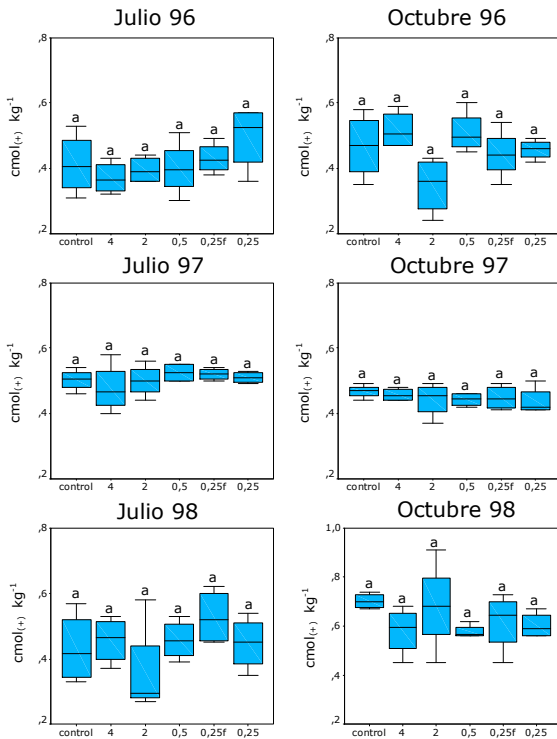 Julio 96
,8
,6
,4
,2
cmol(+) kg-1
a a a a a a
control 4 2 0,5 0,25f 0,25
Octubre 96
,8
,6
,4
,2
cmol(+) kg-1
a a a a a a
control 4 2 0,5 0,25f 0,25
Julio 97
,8
,6
,4
,2
cmol(+) kg-1
a a a a a a
control 4 2 0,5 0,25f 0,25
Octubre 97
,8
,6
,4
,2
cmol(+) kg-1
a a a a a a
control 4 2 0,5 0,25f 0,25
Julio 98
,8
,6
,4
,2
cmol(+) kg-1
a a a a a a
control 4 2 0,5 0,25f 0,25
Octubre 98
1,0
,8
,6
,4
,2
cmol(+) kg-1
a a a a a a
control 4 2 0,5 0,25f 0,25